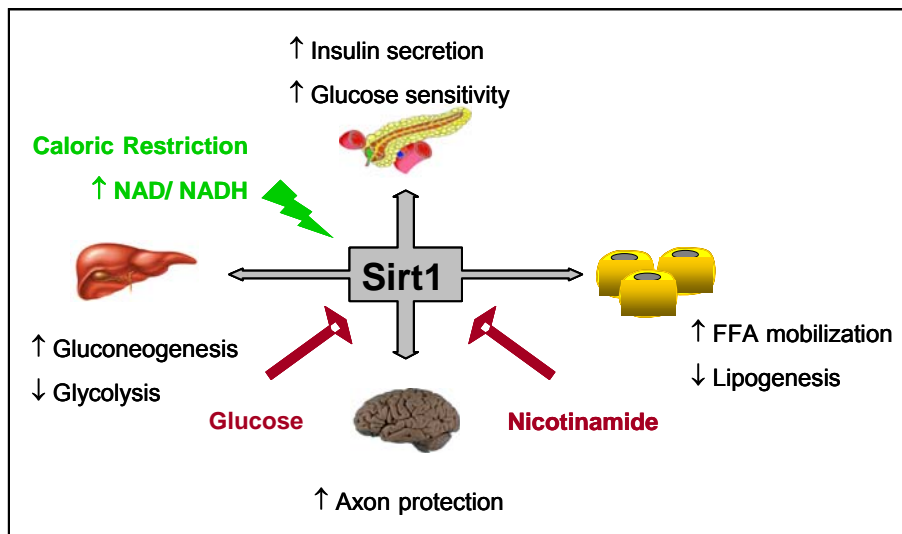 ↑ Insulin secretion
↑ Glucose sensitivity
Caloric Restriction
↑ NAD/ NADH
Sirt1
↑ Gluconeogenesis
↓ Glycolysis
↑ FFA mobilization
↓ Lipogenesis
Glucose
Nicotinamide
↑ Axon protection